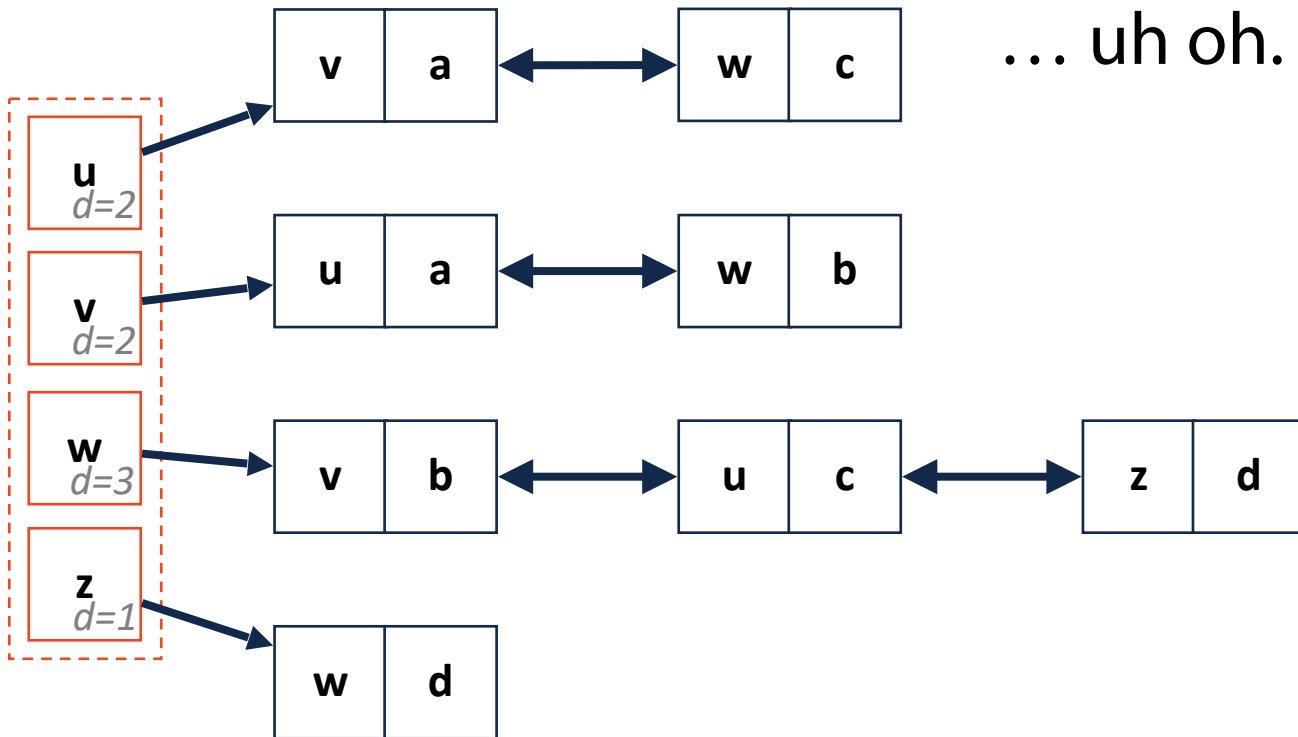 … uh oh.
v a w c
u
d=2
u a w b
v
d=2
v b u c z d
w
d=3
z
d=1
w d